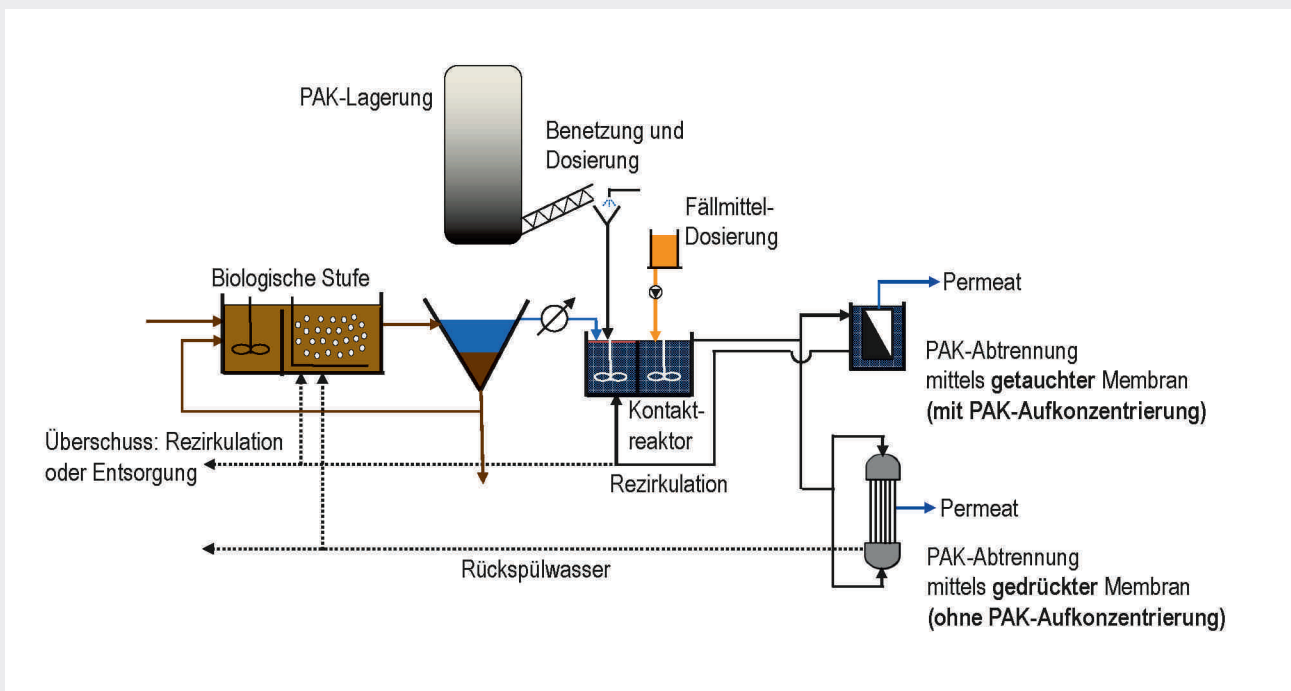 PAK-Lagerung
Benetzung und
Dosierung
Fällmittel-
Dosierung
Biologische Stufe
Permeat
PAK-Abtrennung
mittels getauchter Membran
(mit PAK-Aufkonzentrierung)
Kontakt-
reaktor
Überschuss: Rezirkulation
oder Entsorgung
Rezirkulation
Permeat
PAK-Abtrennung
mittels gedrückter Membran
(ohne PAK-Aufkonzentrierung)
Rückspülwasser